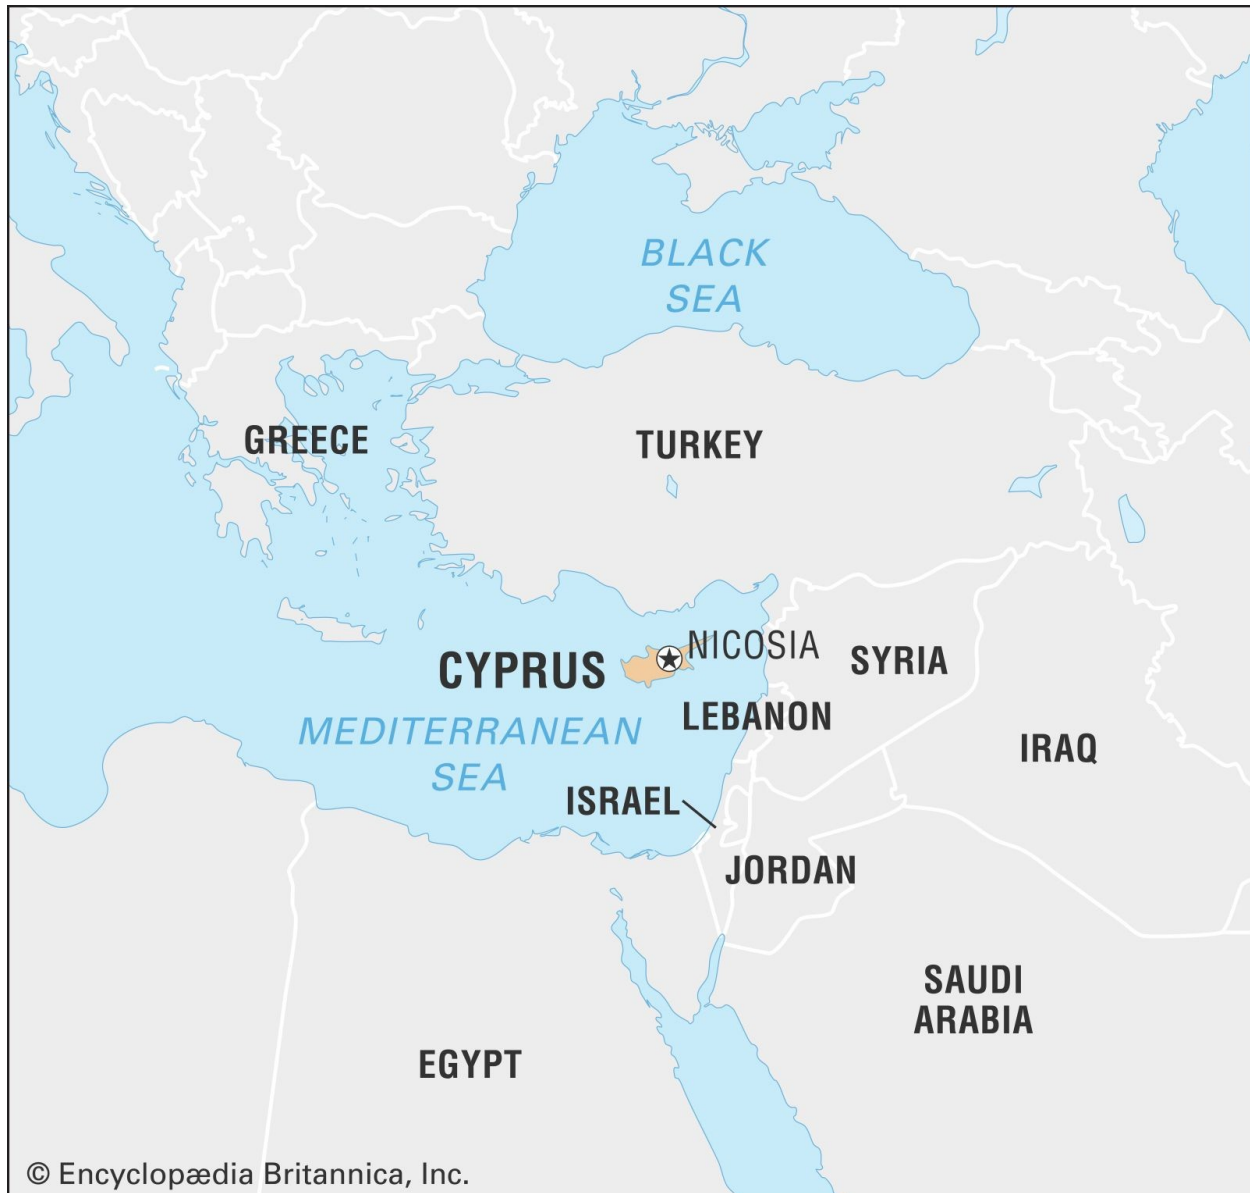 BLACK
SEA
GREECE
TURKEY
NICOSIA
CYPRUS
SYRIA
LEBANON
MEDITERRANEAN
SEA
IRAQ
ISRAEL
JORDAN
SAUDI
ARABIA
EGYPT
© Encyclopædia Britannica, Inc.